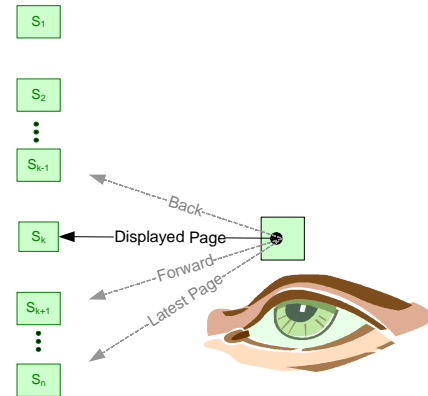 S₁
S₂
Sₖ₋₁
Back
Sₖ
Displayed Page
Forward
Sₖ₊₁
Latest Page
Sₙ